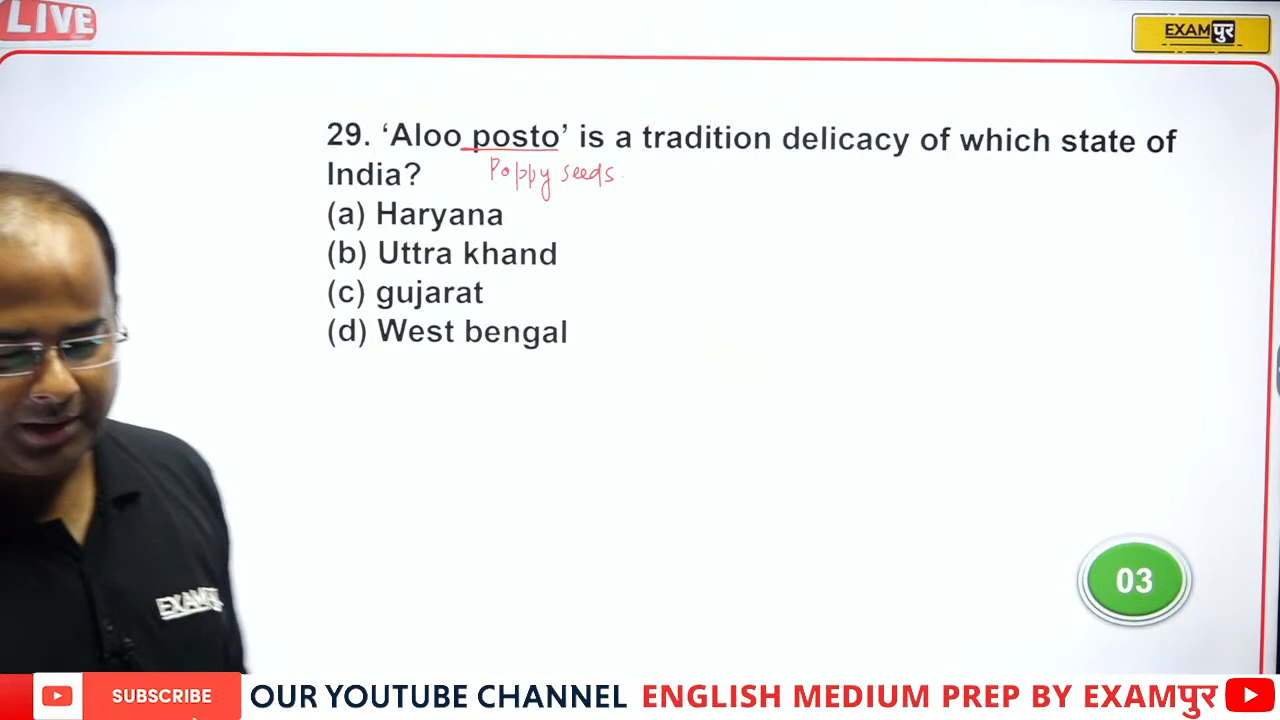 LIVE
EXAMपुर
29. ‘Aloo posto’ is a tradition delicacy of which state of
India?
Poppy seeds.
(a) Haryana
(b) Uttra khand
(c) gujarat
(d) West bengal
EXAMपुर
03
SUBSCRIBE
OUR YOUTUBE CHANNEL ENGLISH MEDIUM PREP BY EXAMपुर